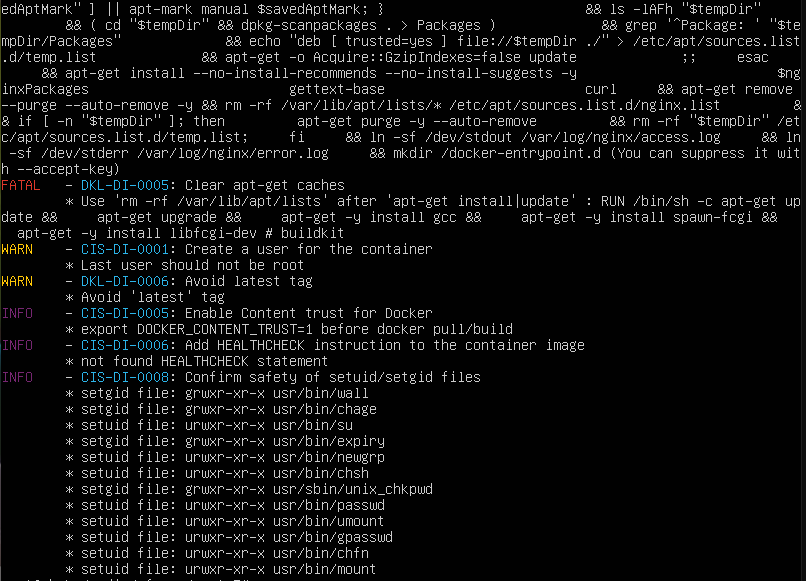 edAptMark" ] || apt-mark manual $savedAptMark; }             && ls -lAFh "$tempDir"
        && ( cd "$tempDir" && dpkg-scanpackages . > Packages )             && grep '^Package: ' "$te
mpDir/Packages"             && echo "deb [ trusted=yes ] file://$tempDir ./" > /etc/apt/sources.list
.d/temp.list             && apt-get -o Acquire::GzipIndexes=false update             ;;     esac
     && apt-get install --no-install-recommends --no-install-suggests -y                         $ng
inxPackages                         gettext-base                         curl     && apt-get remove
--purge --auto-remove -y && rm -rf /var/lib/apt/lists/* /etc/apt/sources.list.d/nginx.list         &
& if [ -n "$tempDir" ]; then         apt-get purge -y --auto-remove         && rm -rf "$tempDir" /et
c/apt/sources.list.d/temp.list;     fi     && ln -sf /dev/stdout /var/log/nginx/access.log     && ln
 -sf /dev/stderr /var/log/nginx/error.log     && mkdir /docker-entrypoint.d (You can suppress it wit
h --accept-key)
FATAL   - DKL-DI-0005: Clear apt-get caches
        * Use 'rm -rf /var/lib/apt/lists' after 'apt-get install|update' : RUN /bin/sh -c apt-get up
date &&     apt-get upgrade &&     apt-get -y install gcc &&     apt-get -y install spawn-fcgi &&
  apt-get -y install libfcgi-dev # buildkit
WARN    - CIS-DI-0001: Create a user for the container
        * Last user should not be root
WARN    - DKL-DI-0006: Avoid latest tag
        * Avoid 'latest' tag
INFO    - CIS-DI-0005: Enable Content trust for Docker
        * export DOCKER_CONTENT_TRUST=1 before docker pull/build
INFO    - CIS-DI-0006: Add HEALTHCHECK instruction to the container image
        * not found HEALTHCHECK statement
INFO    - CIS-DI-0008: Confirm safety of setuid/setgid files
        * setgid file: grwxr-xr-x usr/bin/wall
        * setgid file: grwxr-xr-x usr/bin/chage
        * setuid file: urwxr-xr-x usr/bin/su
        * setgid file: grwxr-xr-x usr/bin/expiry
        * setuid file: urwxr-xr-x usr/bin/newgrp
        * setuid file: urwxr-xr-x usr/bin/chsh
        * setgid file: grwxr-xr-x usr/sbin/unix_chkpwd
        * setuid file: urwxr-xr-x usr/bin/passwd
        * setuid file: urwxr-xr-x usr/bin/umount
        * setuid file: urwxr-xr-x usr/bin/gpasswd
        * setuid file: urwxr-xr-x usr/bin/chfn
        * setuid file: urwxr-xr-x usr/bin/mount